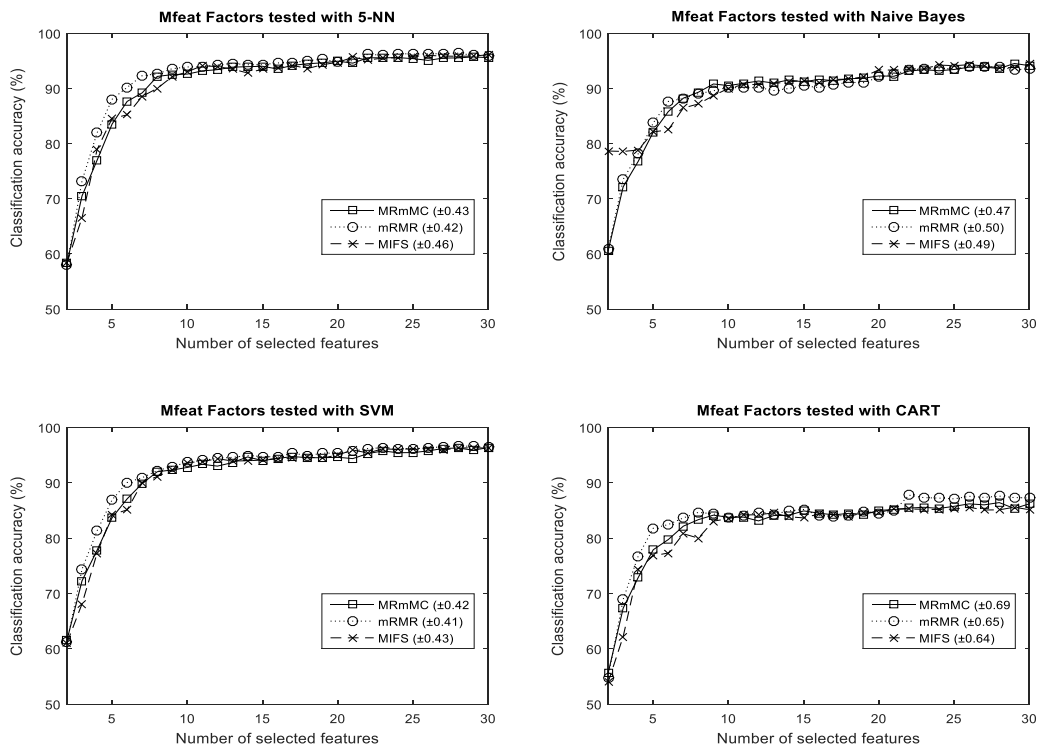 Mfeat Factors tested with 5-NN
100
90
80
70
60
50
Classification accuracy (%)
MRmMC (±0.43
mRMR (±0.42)
MIFS (±0.46)
5 10 15 20 25 30
Number of selected features
Mfeat Factors tested with Naive Bayes
100
90
80
70
60
50
Classification accuracy (%)
MRmMC (±0.47
mRMR (±0.50)
MIFS (±0.49)
5 10 15 20 25 30
Number of selected features
Mfeat Factors tested with SVM
100
90
80
70
60
50
Classification accuracy (%)
MRmMC (±0.42
mRMR (±0.41)
MIFS (±0.43)
5 10 15 20 25 30
Number of selected features
Mfeat Factors tested with CART
100
90
80
70
60
50
Classification accuracy (%)
MRmMC (±0.69
mRMR (±0.65)
MIFS (±0.64)
5 10 15 20 25 30
Number of selected features